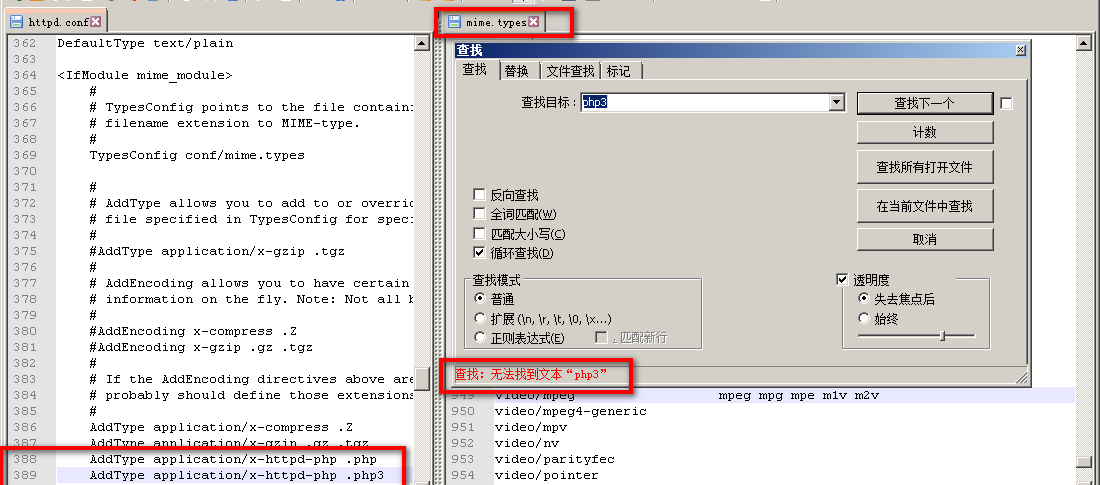 httpd.conf
362 DefaultType text/plain
363
364 <IfModule mime_module>
365 #
366 # TypesConfig points to the file contain
367 # filename extension to MIME-type.
368 #
369 TypesConfig conf/mime.types
370
371 #
372 # AddType allows you to add to or overri
373 # file specified in TypesConfig for spec
374 #
375 #AddType application/x-gzip .tgz
376 #
377 # AddEncoding allows you to have certain
378 # information on the fly. Note: Not all
379 #
380 #AddEncoding x-compress .Z
381 #AddEncoding x-gzip .gz .tgz
382 #
383 # If the AddEncoding directives above are
384 # probably should define those extensions
385 #
386 AddType application/x-compress .Z
387 AddType application/x-gzip .gz .tgz
388 AddType application/x-httpd-php .php
389 AddType application/x-httpd-php .php3
mime.types
查找
查找 替换 文件查找 标记
查找目标: php3
查找下一个
计数
查找所有打开文件
在当前文件中查找
取消
反向查找
全词匹配(W)
匹配大小写(C)
循环查找(D)
查找模式
普通
扩展(\n, \r, \t, \0, \x...)
正则表达式(E) . 匹配新行
透明度
失去焦点后
始终
查找: 无法找到文本“php3”
949 video/mpeg mpeg mpg mpe m1v m2v
950 video/mpeg4-generic
951 video/mpv
952 video/nv
953 video/parityfec
954 video/pointer